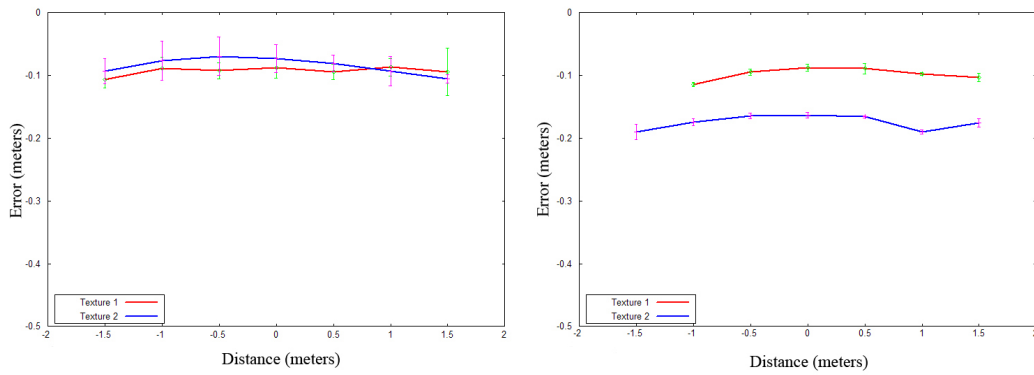 0
-0.1
-0.2
-0.3
-0.4
-0.5
Error (meters)
Texture 1
Texture 2
-2 -1.5 -1 -0.5 0 0.5 1 1.5 2
Distance (meters)
0
-0.1
-0.2
-0.3
-0.4
-0.5
Error (meters)
Texture 1
Texture 2
-2 -1.5 -1 -0.5 0 0.5 1 1.5 2
Distance (meters)